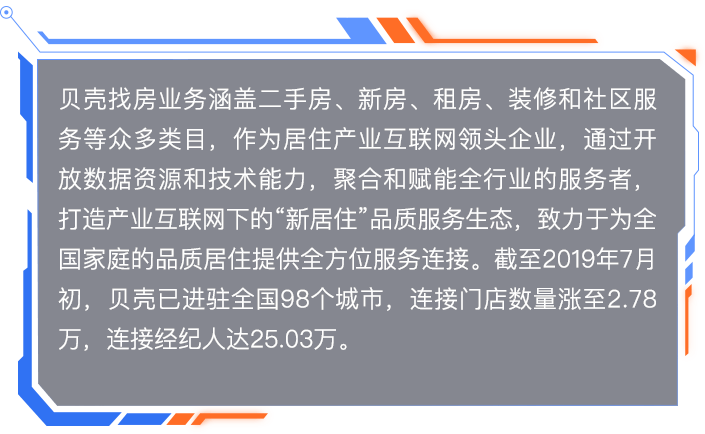 贝壳找房业务涵盖二手房、新房、租房、装修和社区服
务等众多类目，作为居住产业互联网领头企业，通过开
放数据资源和技术能力，聚合和赋能全行业的服务者，
打造产业互联网下的“新居住”品质服务生态，致力于为全
国家庭的品质居住提供全方位服务连接。截至2019年7月
初，贝壳已进驻全国98个城市，连接门店数量涨至2.78
万，连接经纪人达25.03万。